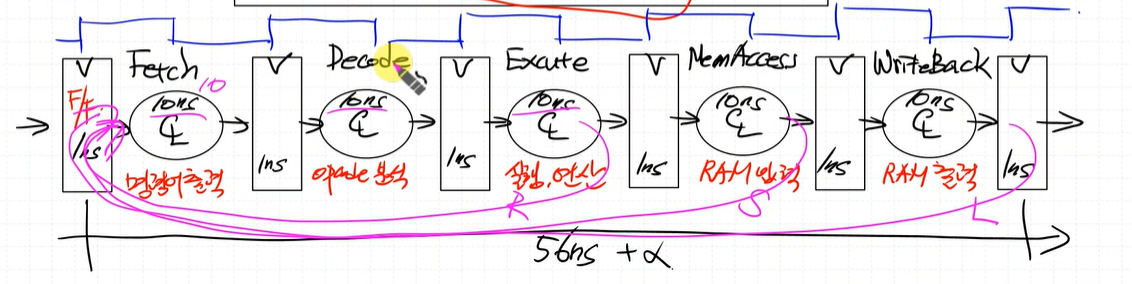 Fetch Decode Excute MemAccess WriteBack
F/F
10
10ns 10ns 10ns 10ns 10ns
CL CL CL CL CL
1ns 1ns 1ns 1ns 1ns 1ns
명령어출력 opcode 분석 실행, 연산 RAM 입력 RAM 출력
R S L
56ns + α